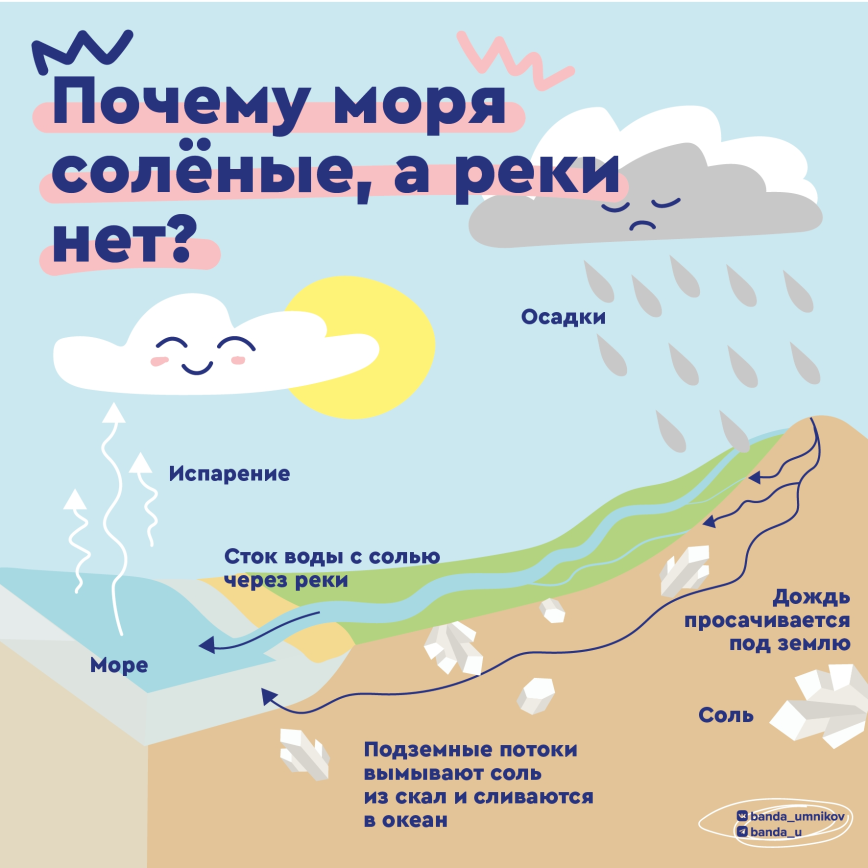 Почему моря
солёные, а реки
нет?
Осадки
Испарение
Сток воды с солью
через реки
Море
Дождь
просачивается
под землю
Соль
Подземные потоки
вымывают соль
из скал и сливаются
в океан
banda_umnikov
banda_u